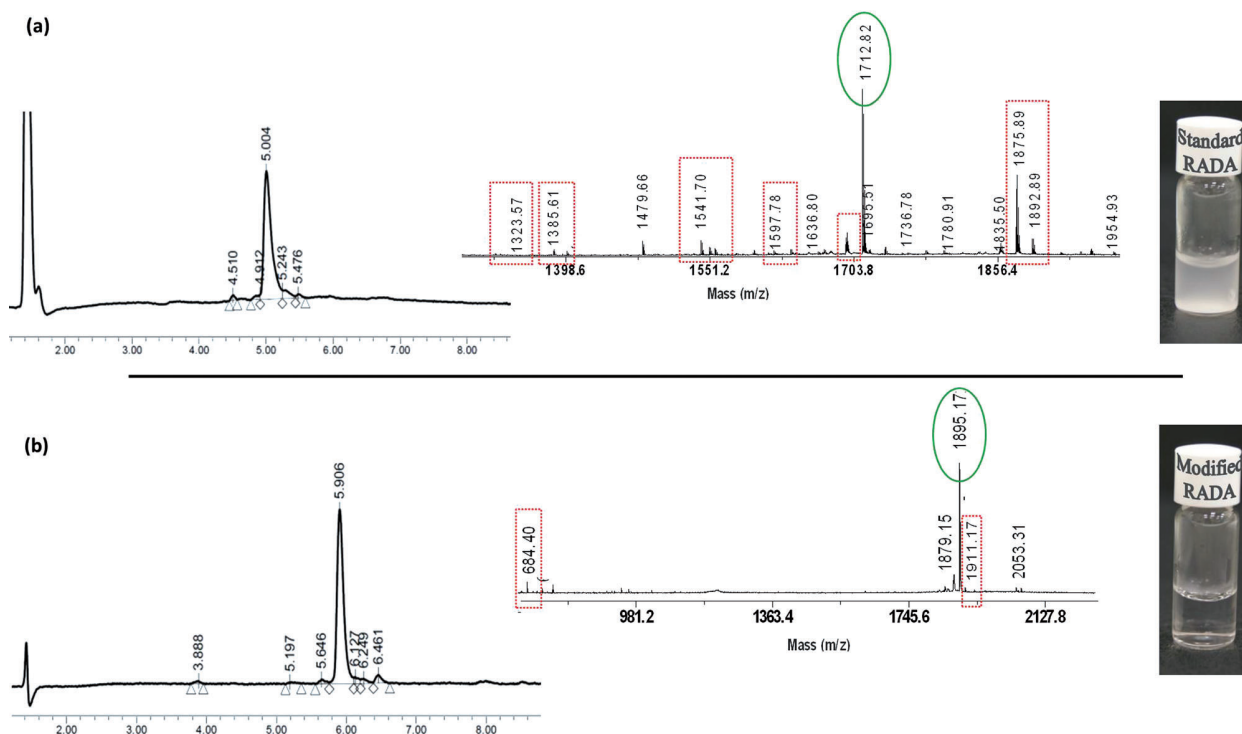 (a)
4.510
4.912
5.004
5.243
5.476
2.00 3.00 4.00 5.00 6.00 7.00 8.00
1323.57
1385.61
1479.66
1541.70
1597.78
1636.80
1695.51
1712.82
1736.78
1780.91
1835.50
1875.89
1892.89
1954.93
1398.6 1551.2 1703.8 1856.4
Mass (m/z)
Standard
RADA
(b)
3.888
5.197
5.646
5.906
6.127
6.249
6.461
2.00 3.00 4.00 5.00 6.00 7.00 8.00
684.40
1879.15
1895.17
1911.17
2053.31
981.2 1363.4 1745.6 2127.8
Mass (m/z)
Modified
RADA